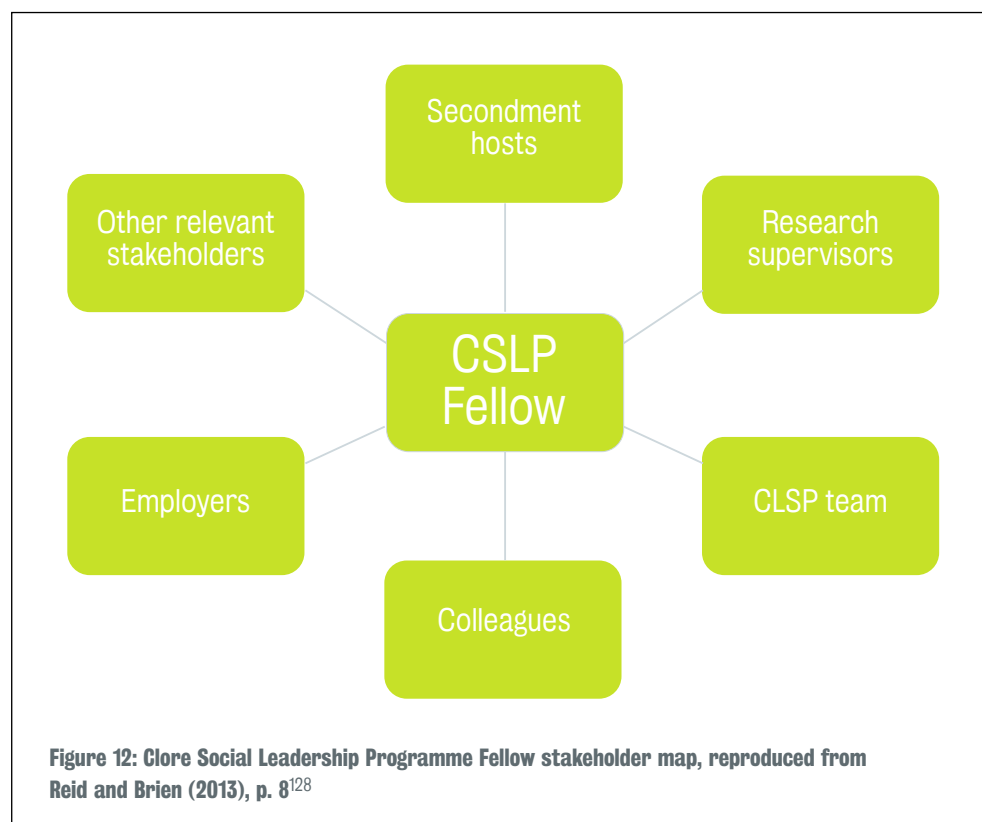 Secondment
hosts
Other relevant
stakeholders
Research
supervisors
CSLP
Fellow
Employers
CLSP team
Colleagues
Figure 12: Clore Social Leadership Programme Fellow stakeholder map, reproduced from
Reid and Brien (2013), p. 8128